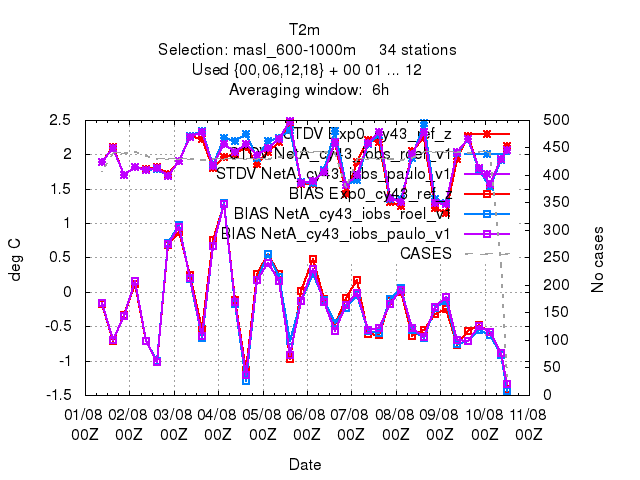 T2m
Selection: masl_600-1000m 34 stations
Used {00,06,12,18} + 00 01 ... 12
Averaging window: 6h
2.5
2
1.5
1
0.5
0
-0.5
-1
-1.5
deg C
500
450
400
350
300
250
200
150
100
50
0
No cases
STDV Exp0_cy43_ref_z
STDV NetA_cy43_iobs_roel_v1
STDV NetA_cy43_iobs_paulo_v1
BIAS Exp0_cy43_ref_z
BIAS NetA_cy43_iobs_roel_v1
BIAS NetA_cy43_iobs_paulo_v1
CASES
01/08 02/08 03/08 04/08 05/08 06/08 07/08 08/08 09/08 10/08 11/08
00Z 00Z 00Z 00Z 00Z 00Z 00Z 00Z 00Z 00Z 00Z
Date